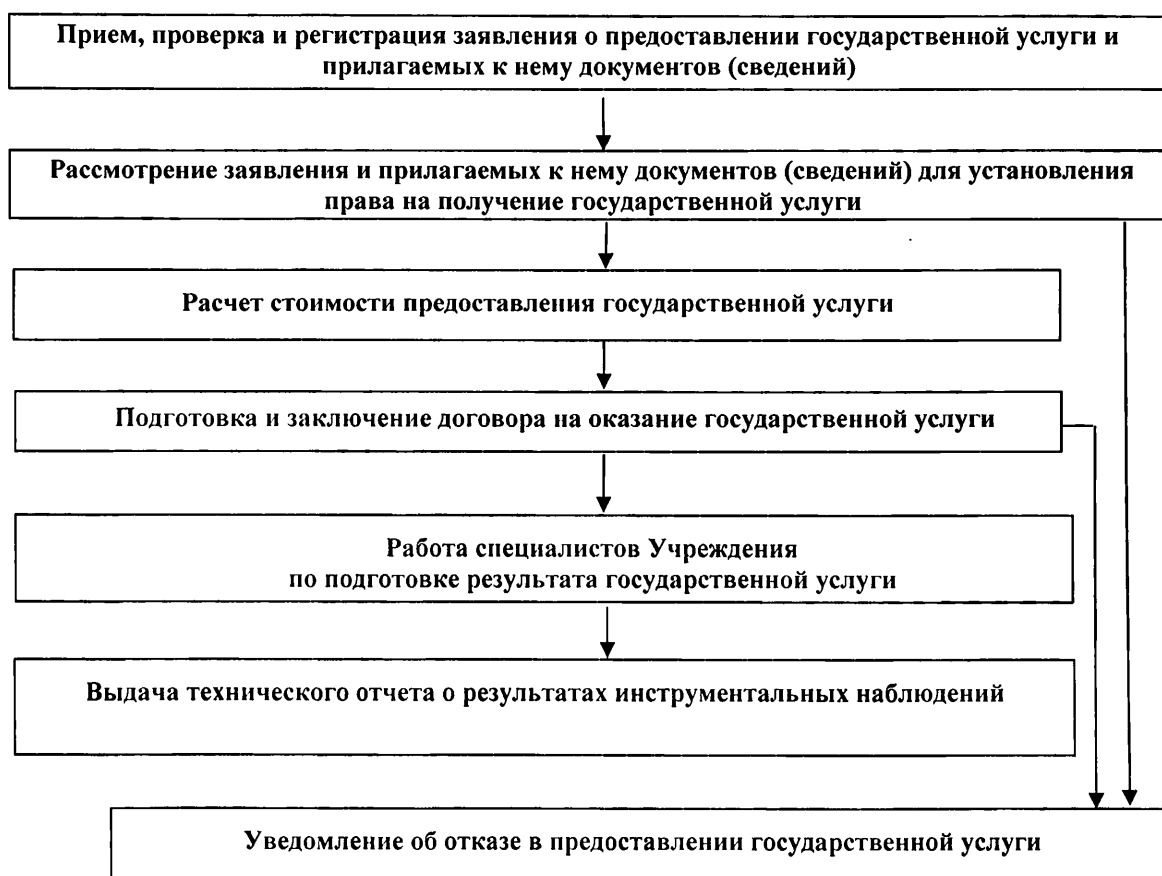 Прием, проверка и регистрация заявления о предоставлении государственной услуги и
прилагаемых к нему документов (сведений)
Рассмотрение заявления и прилагаемых к нему документов (сведений) для установления
права на получение государственной услуги
Расчет стоимости предоставления государственной услуги
Подготовка и заключение договора на оказание государственной услуги
Работа специалистов Учреждения
по подготовке результата государственной услуги
Выдача технического отчета о результатах инструментальных наблюдений
Уведомление об отказе в предоставлении государственной услуги